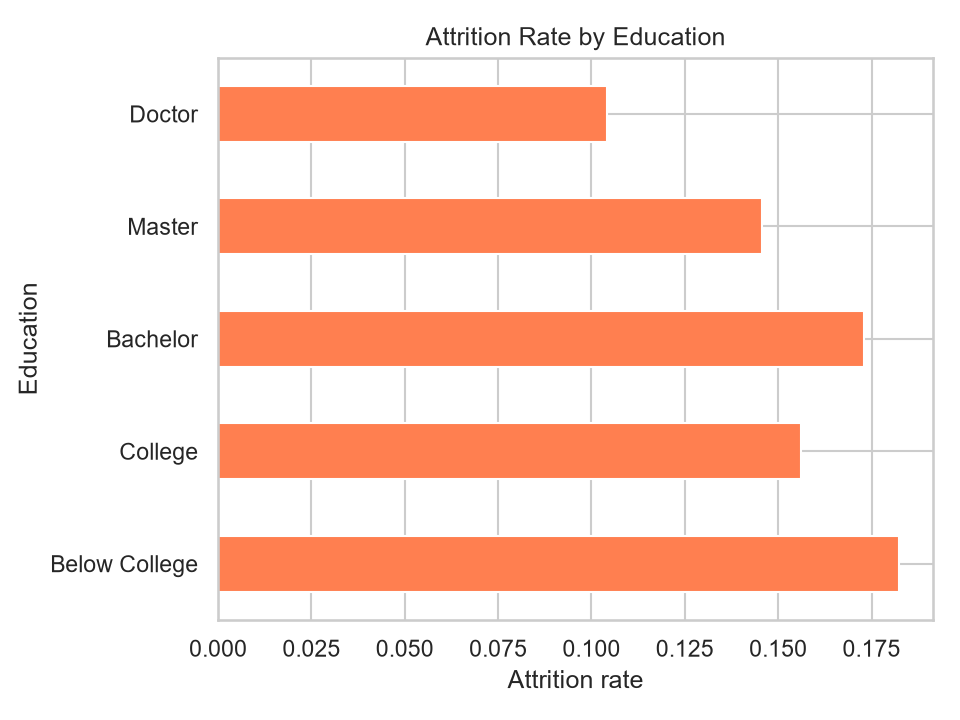 Attrition Rate by Education
Doctor
Master
Bachelor
College
Below College
Education
0.000 0.025 0.050 0.075 0.100 0.125 0.150 0.175
Attrition rate